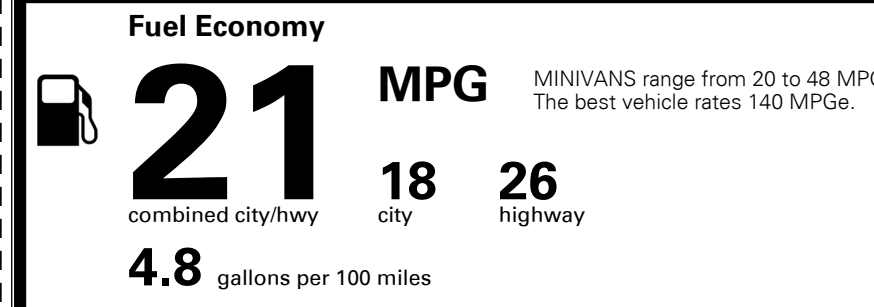 Fuel Economy
21 MPG
MINIVANS range from 20 to 48
The best vehicle rates 140 MPGe.
18 26
combined city/hwy city highway
4.8 gallons per 100 miles